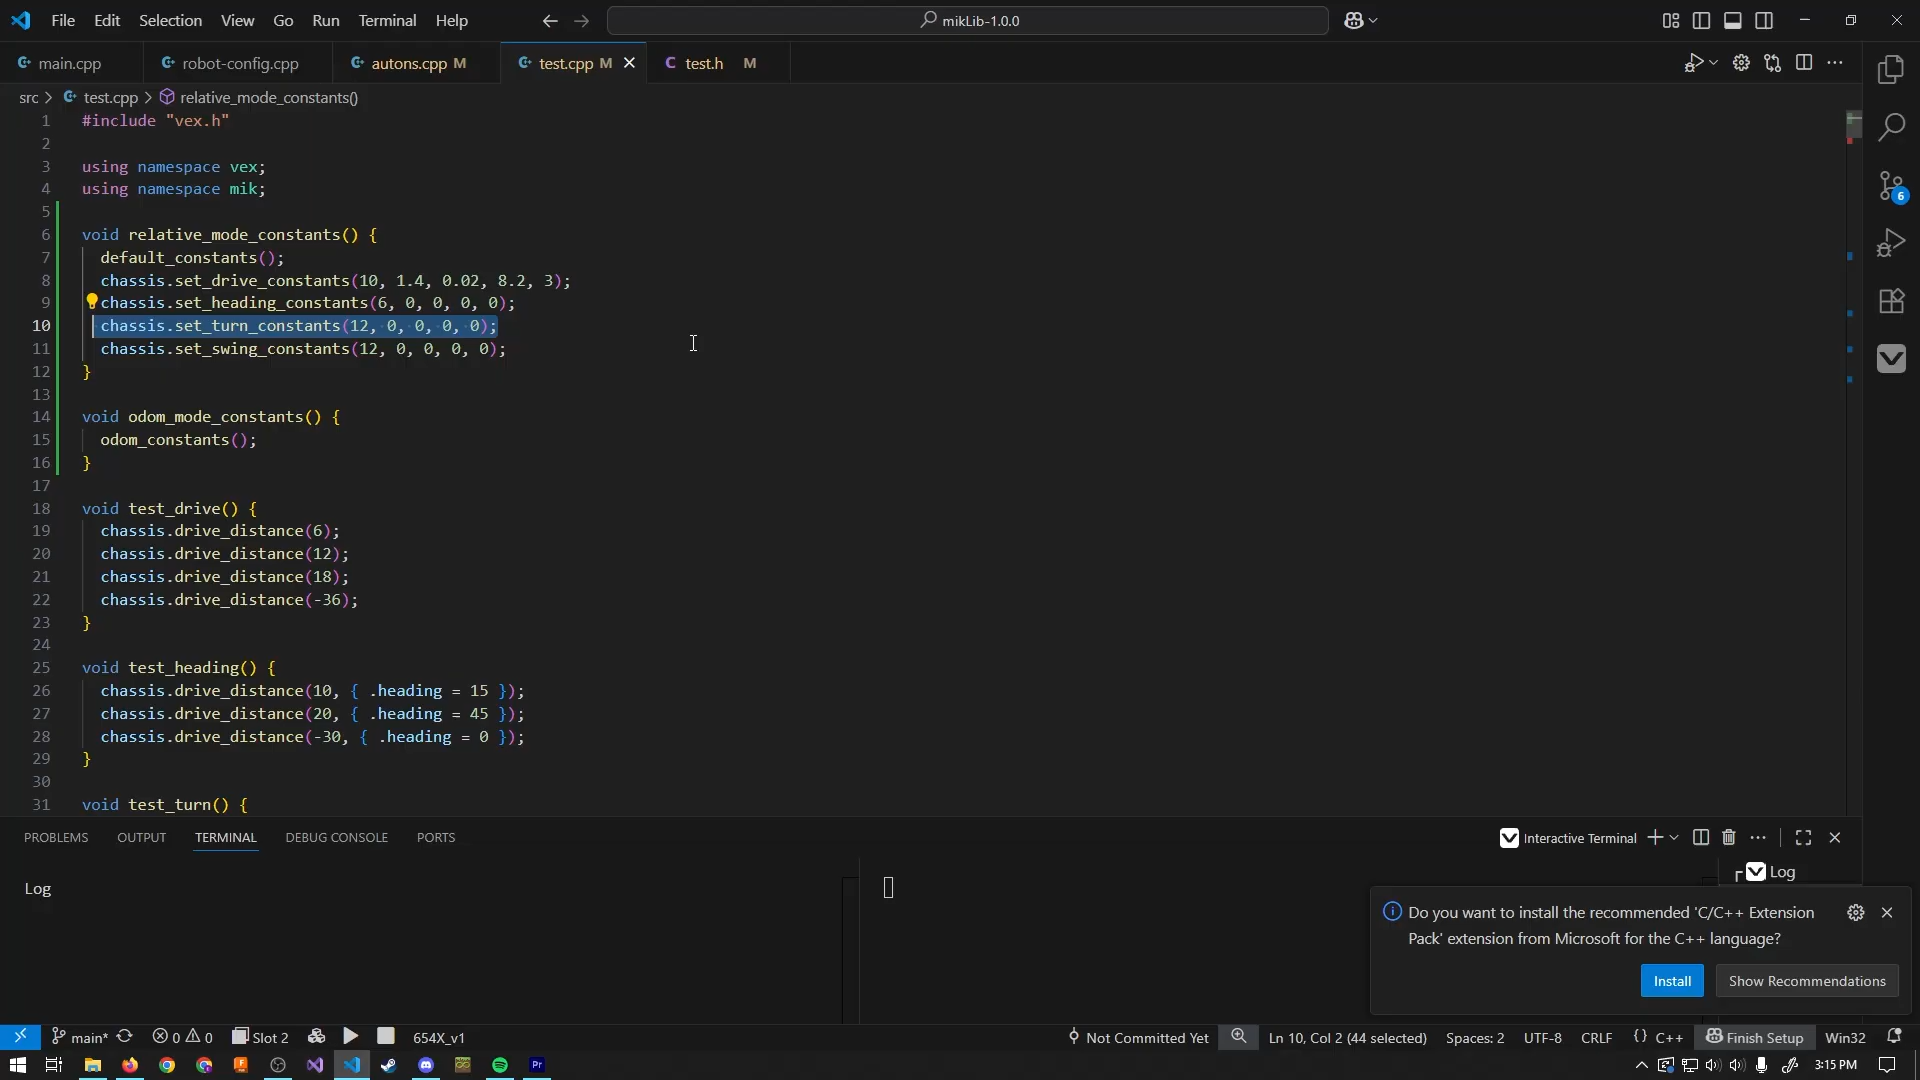 File Edit Selection View Go Run Terminal Help
mikLib-1.0.0
main.cpp
robot-config.cpp
autons.cpp M
test.cpp M
C test.h M
src > test.cpp > relative_mode_constants()
1 #include "vex.h"
2
3 using namespace vex;
4 using namespace mik;
5
6 void relative_mode_constants() {
7 default_constants();
8 chassis.set_drive_constants(10, 1.4, 0.02, 8.2, 3);
9 chassis.set_heading_constants(6, 0, 0, 0, 0);
10 chassis.set_turn_constants(12, 0, 0, 0, 0);
11 chassis.set_swing_constants(12, 0, 0, 0, 0);
12 }
13
14 void odom_mode_constants() {
15 odom_constants();
16 }
17
18 void test_drive() {
19 chassis.drive_distance(6);
20 chassis.drive_distance(12);
21 chassis.drive_distance(18);
22 chassis.drive_distance(-36);
23 }
24
25 void test_heading() {
26 chassis.drive_distance(10, { .heading = 15 });
27 chassis.drive_distance(20, { .heading = 45 });
28 chassis.drive_distance(-30, { .heading = 0 });
29 }
30
31 void test_turn() {
6
PROBLEMS OUTPUT TERMINAL DEBUG CONSOLE PORTS
Interactive Terminal
Log
Log
Do you want to install the recommended 'C/C++ Extension
Pack' extension from Microsoft for the C++ language?
Install
Show Recommendations
main* 0 0 Slot 2 654X_v1
Not Committed Yet Ln 10, Col 2 (44 selected) Spaces: 2 UTF-8 CRLF {} C++ Finish Setup Win32
Pr
3:15 PM